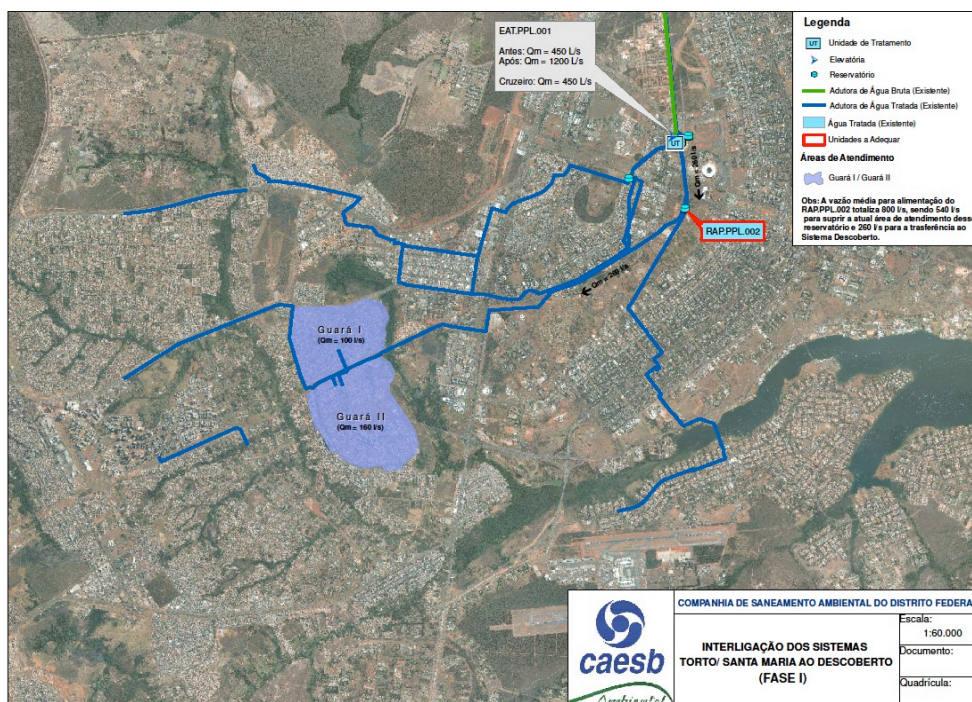 EAT.PPL.001
Antes: Qm = 450 L/s
Após: Qm = 1200 L/s
Cruzeiro: Qm = 450 L/s
UT
Qm = 260 l/s
RAP.PPL.002
Qm = 260 l/s
Guará I
(Qm = 100 l/s)
Guará II
(Qm = 160 l/s)
Legenda
UT Unidade de Tratamento
Elevatória
Reservatório
Adutora de Água Bruta (Existente)
Adutora de Água Tratada (Existente)
Água Tratada (Existente)
Unidades a Adequar
Áreas de Atendimento
Guará I / Guará II
Obs: A vazão média para alimentação do
RAP.PPL.002 totaliza 800 l/s, sendo 540 l/s
para suprir a atual área de atendimento dess
reservatório e 260 l/s para a trasferência ao
Sistema Descoberto.
caesb
Ambiental
COMPANHIA DE SANEAMENTO AMBIENTAL DO DISTRITO FEDERA
INTERLIGAÇÃO DOS SISTEMAS
TORTO/ SANTA MARIA AO DESCOBERTO
(FASE I)
Escala:
1:60.000
Documento:
Quadrícula: